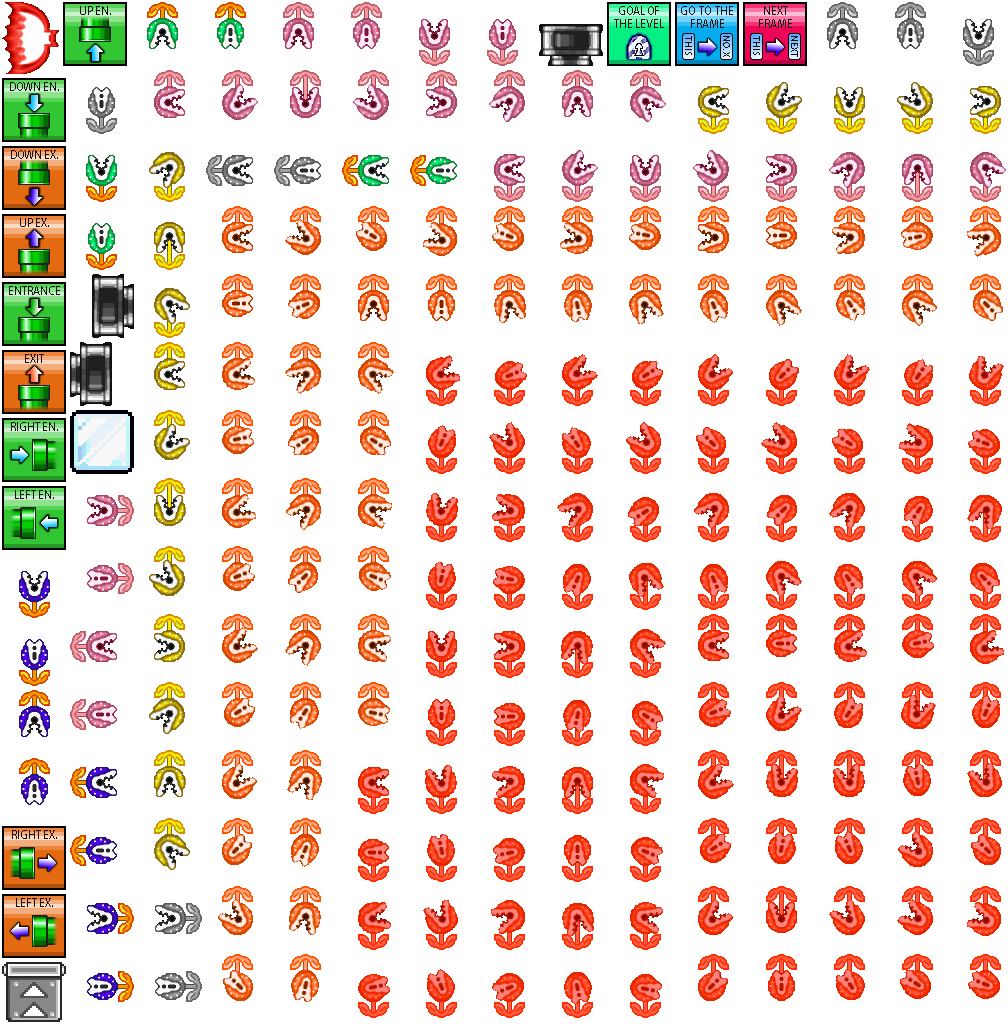 UP EN.
GOAL OF
THE LEVEL
GO TO THE
FRAME
THIS
NO.X
NEXT
FRAME
THIS
NEXT
DOWN EN.
DOWN EX.
UP EX.
ENTRANCE
EXIT
RIGHT EN.
LEFT EN.
RIGHT EX.
LEFT EX.